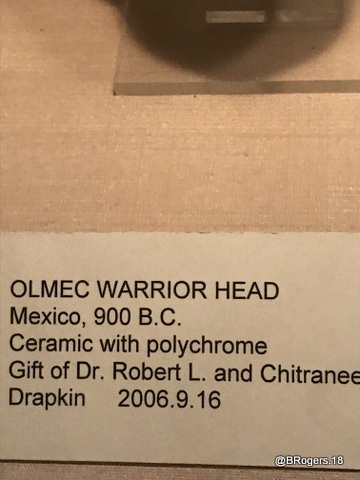 OLMEC WARRIOR HEAD
Mexico, 900 B.C.
Ceramic with polychrome
Gift of Dr. Robert L. and Chitranee
Drapkin 2006.9.16
@BRogers.18